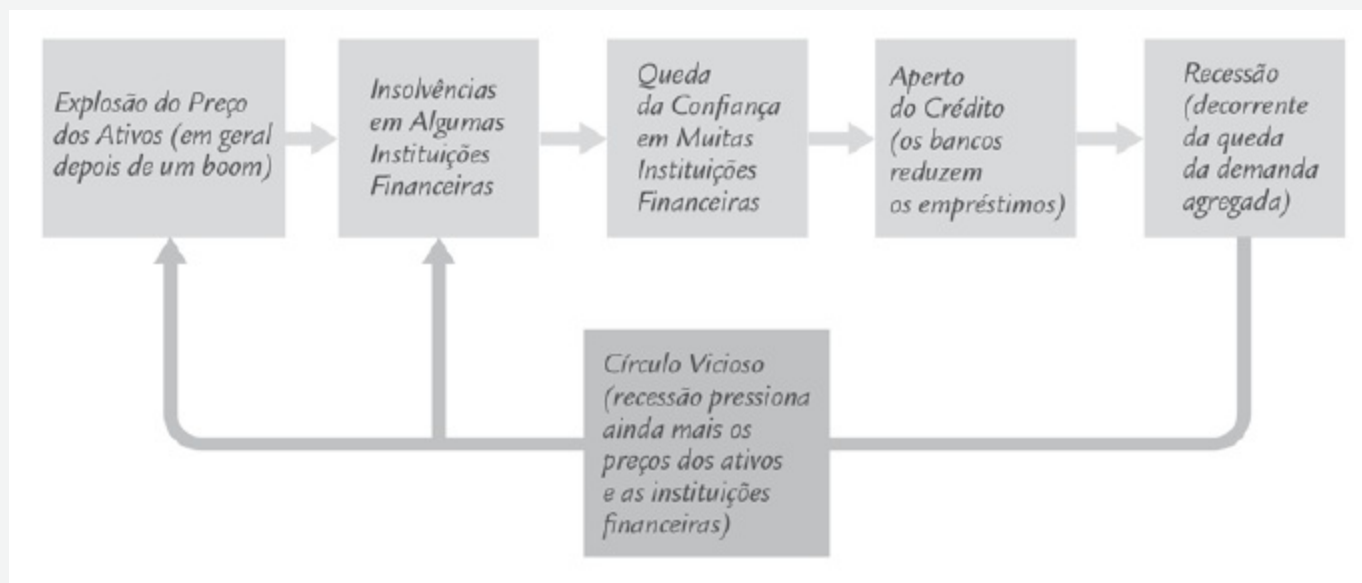 Explosão do Preço
dos Ativos (em geral
depois de um boom)
Insolvências
em Algumas
Instituições
Financeiras
Queda
da Confiança
em Muitas
Instituições
Financeiras
Aperto
do Crédito
(os bancos
reduzem
os empréstimos)
Recessão
(decorrente
da queda
da demanda
agregada)
Círculo Vicioso
(recessão pressiona
ainda mais os
preços dos ativos
e as instituições
financeiras)